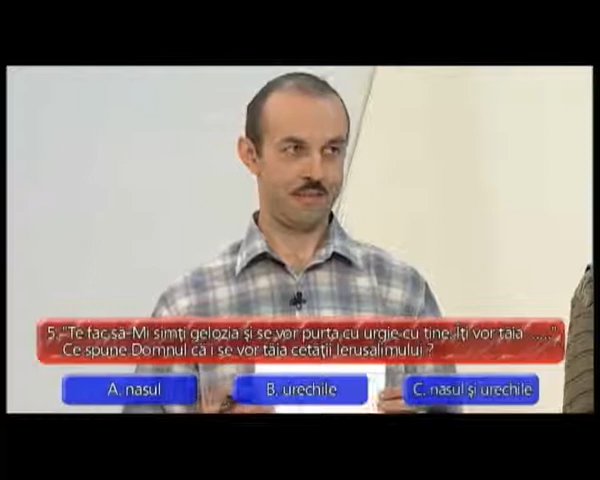 5. "Te fac să-Mi simţi gelozia şi se vor purta cu urgie cu tine. Îţi vor tăia ....."
Ce spune Domnul că i se vor tăia cetăţii Ierusalimului ?
A. nasul
B. urechile
C. nasul şi urechile